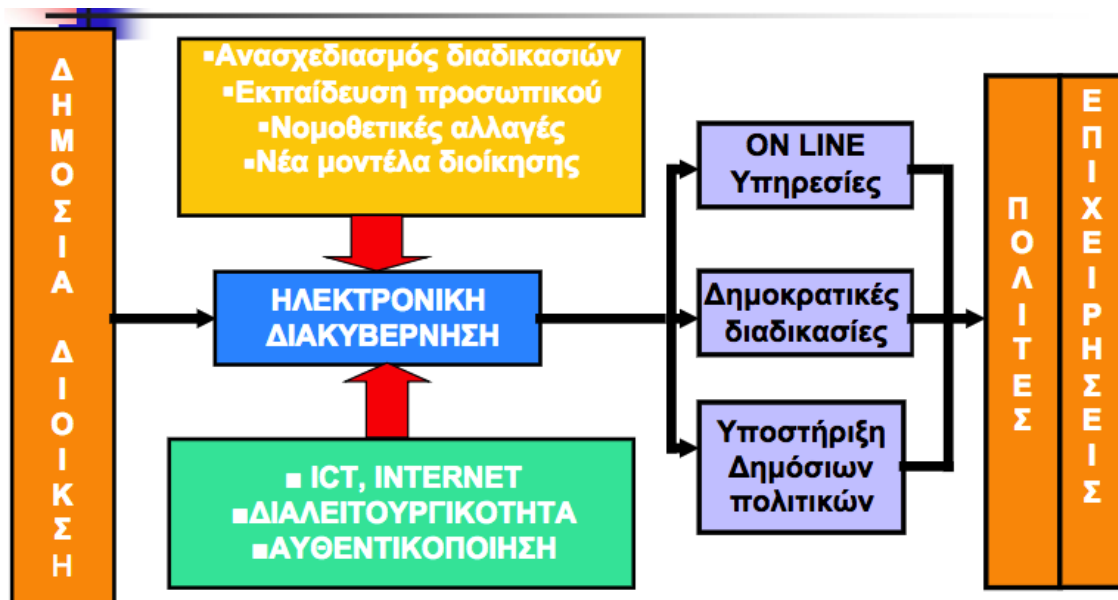 ΔΗΜΟΣΙΑ ΔΙΟΙΚΣΗ
▪Ανασχεδιασμός διαδικασιών
▪Εκπαίδευση προσωπικού
▪Νομοθετικές αλλαγές
▪Νέα μοντέλα διοίκησης
ΗΛΕΚΤΡΟΝΙΚΗ
ΔΙΑΚΥΒΕΡΝΗΣΗ
■ ICT, INTERNET
■ΔΙΑΛΕΙΤΟΥΡΓΙΚΟΤΗΤΑ
■ΑΥΘΕΝΤΙΚΟΠΟΙΗΣΗ
ON LINE
Υπηρεσίες
Δημοκρατικές
διαδικασίες
Υποστήριξη
Δημόσιων
πολιτικών
ΠΟΛΙΤΕΣ
ΕΠΙΧΕΙΡΗΣΕΙΣ